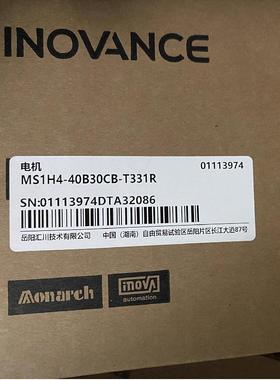 INOVANCE
电机
01113974
MS1H4-40B30CB-T331R
SN:01113974DTA32086
岳阳汇川技术有限公司 中国（湖南）自由贸易试验区岳阳片区长江大道87号
Monarch
INOVA
automation